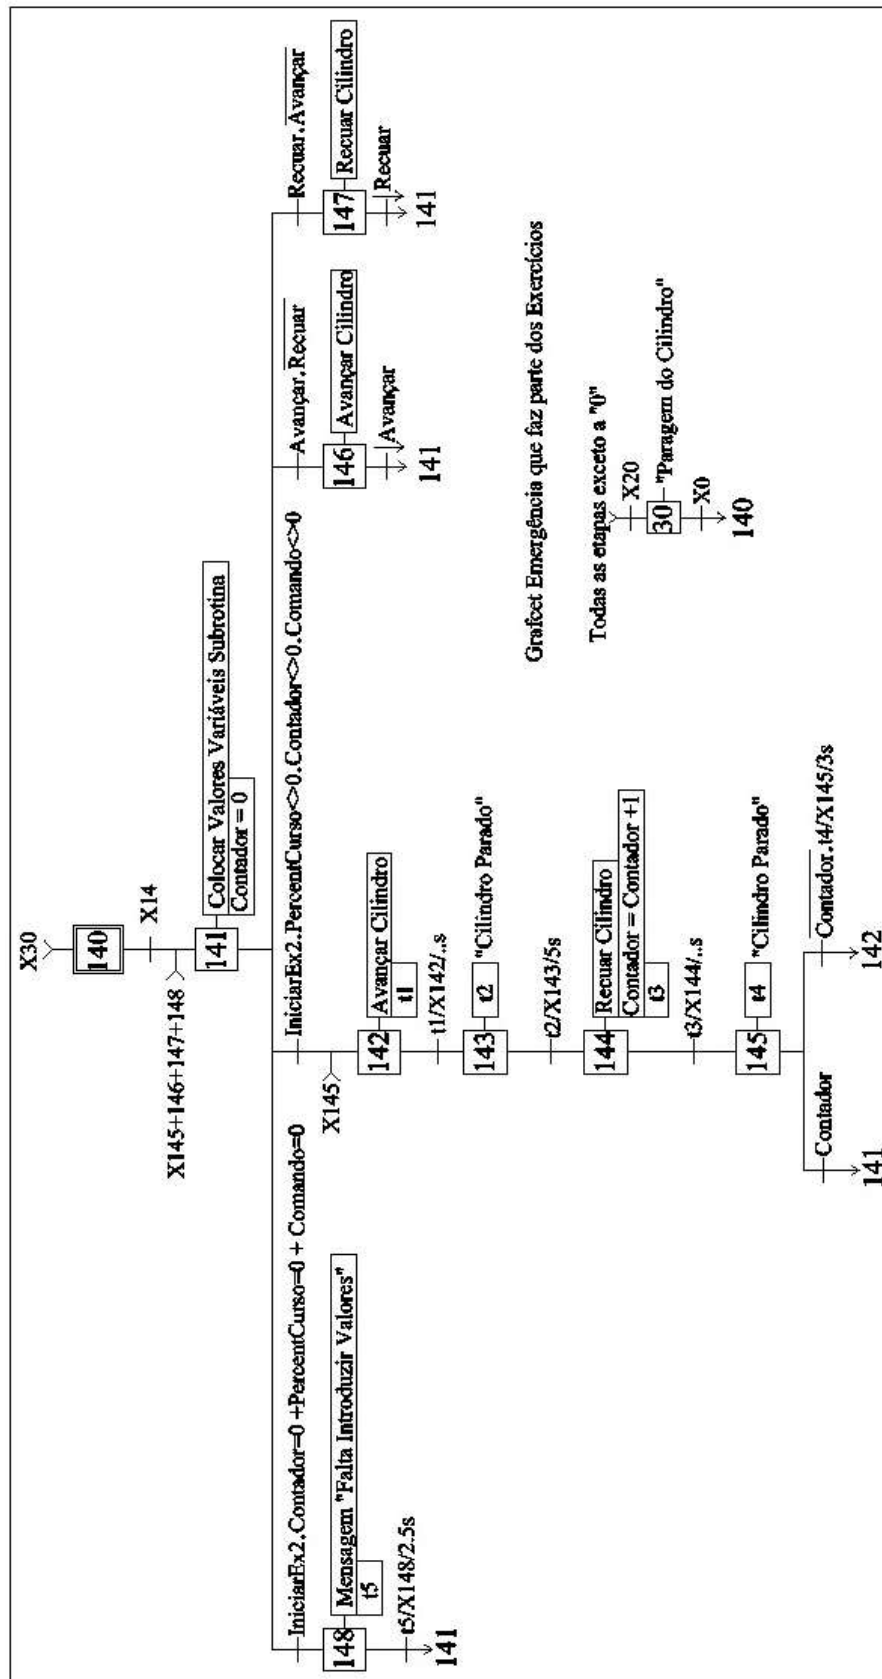 X30
140
X14
X145+146+147+148
141
Colocar Valores Variáveis Subrotina
Contador = 0
IniciarEx2.Contador=0 +PercentCurso=0 + Comando=0
148
Mensagem "Falta Introduzir Valores"
t5
t5/X148/2.5s
141
IniciarEx2.PercentCurso<>0.Contador<>0.Comando<>0
X145
142
Avançar Cilindro
t1
t1/X142/..s
143
t2
"Cilindro Parado"
t2/X143/5s
144
Recuar Cilindro
Contador = Contador +1
t3
t3/X144/..s
145
t4
"Cilindro Parado"
Contador
141
Contador.t4/X145/3s
142
Avançar.Recuar
146
Avançar Cilindro
Avançar
141
Recuar.Avançar
147
Recuar Cilindro
Recuar
141
Grafcet Emergência que faz parte dos Exercícios
Todas as etapas exceto a "0"
X20
30
"Paragem do Cilindro"
X0
140